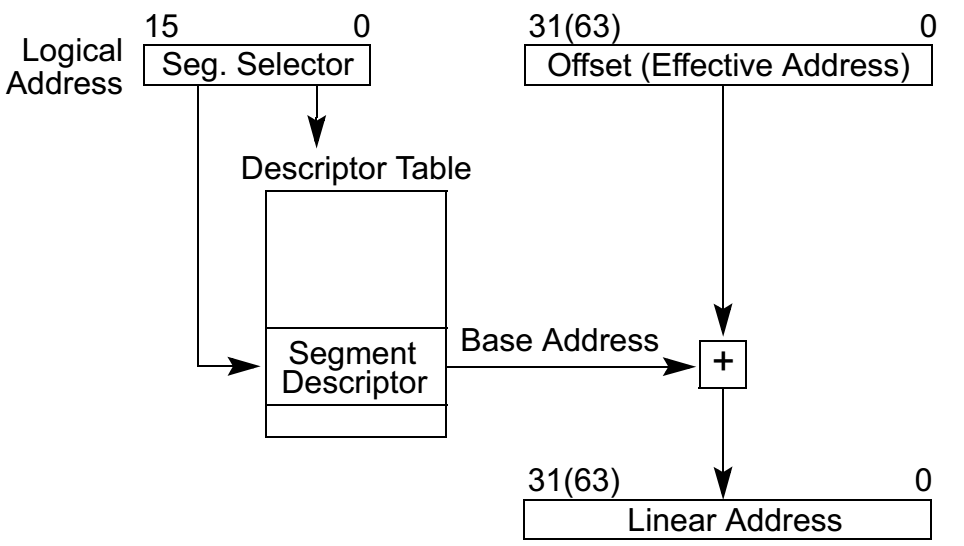 15 0 31(63) 0
Logical
Address
Seg. Selector
Offset (Effective Address)
Descriptor Table
Segment
Descriptor
Base Address
+
31(63) 0
Linear Address